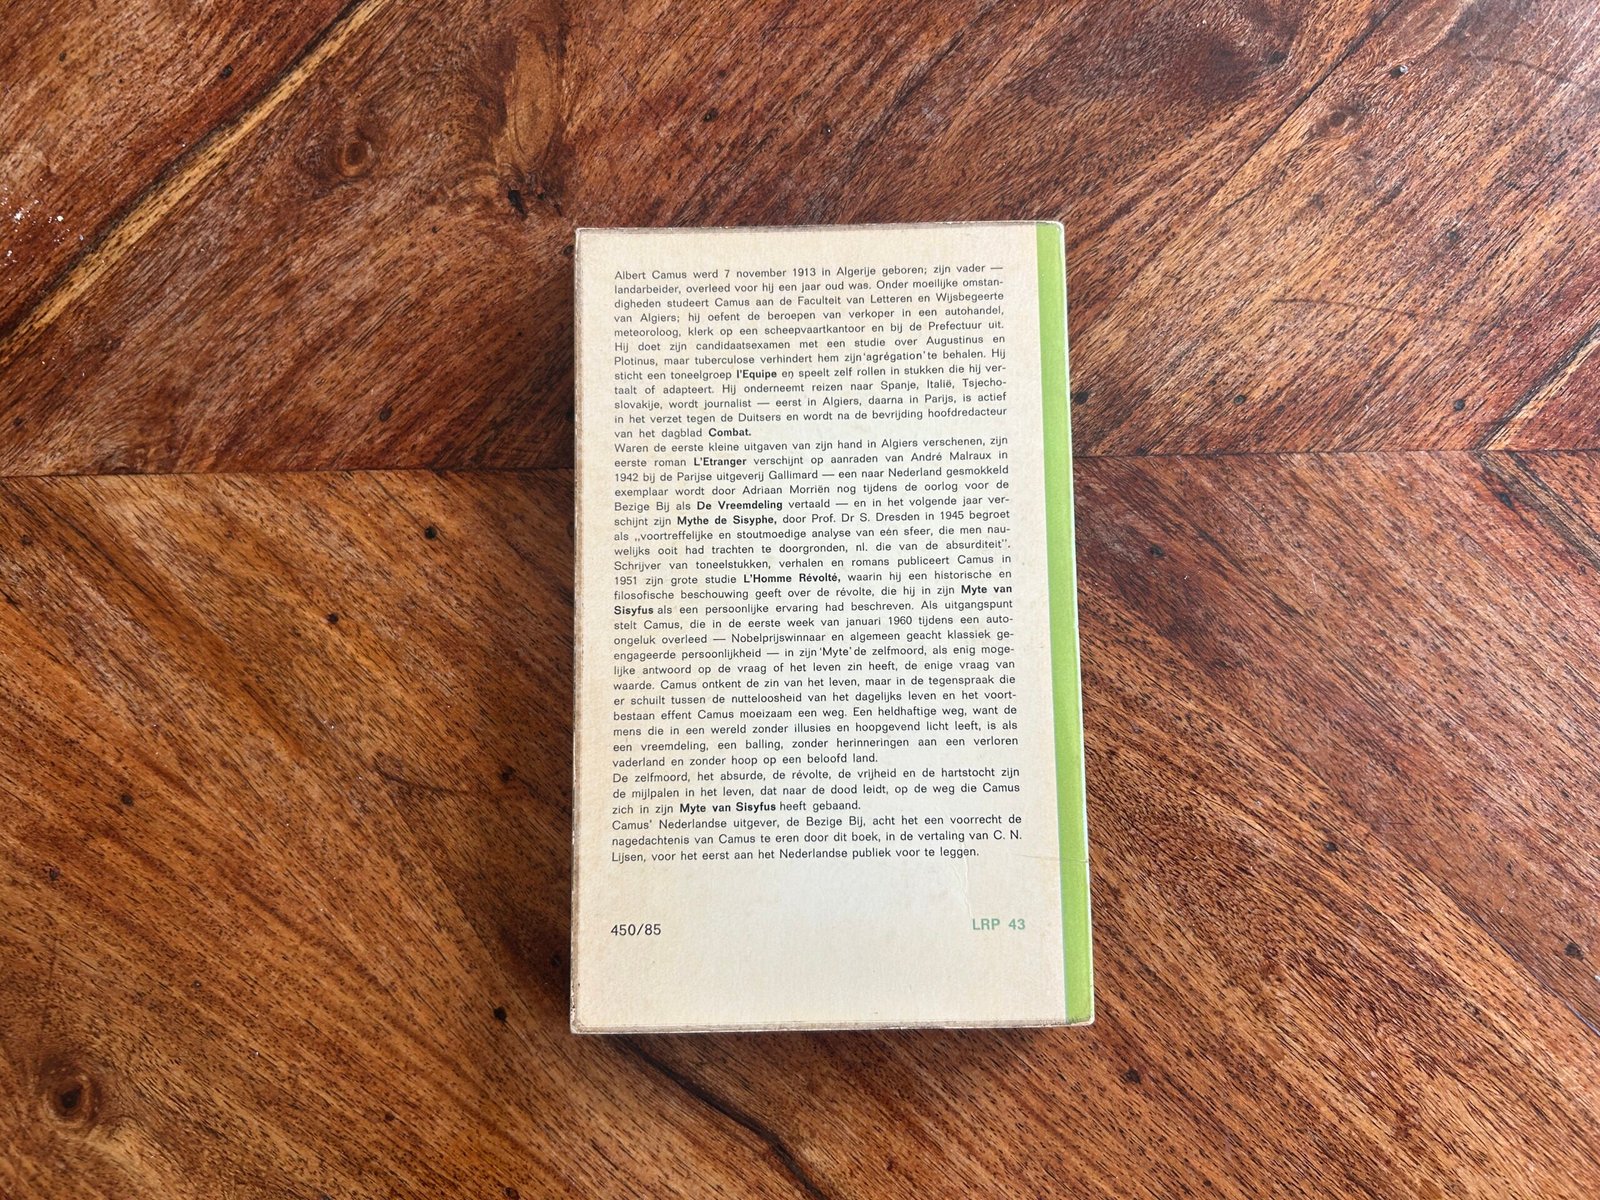 Albert Camus werd 7 november 1913 in Algerije geboren; zijn vader —
landarbeider, overleed voor hij een jaar oud was. Onder moeilijke omstan-
digheden studeert Camus aan de Faculteit van Letteren en Wijsbegeerte
van Algiers; hij oefent de beroepen van verkoper in een autohandel,
meteoroloog, klerk op een scheepvaartkantoor en bij de Prefectuur uit.
Hij doet zijn candidaatsexamen met een studie over Augustinus en
Plotinus, maar tuberculose verhindert hem zijn 'agrégation' te behalen. Hij
sticht een toneelgroep l'Equipe en speelt zelf rollen in stukken die hij ver-
taalt of adapteert. Hij onderneemt reizen naar Spanje, Italië, Tsjecho-
slovakije, wordt journalist — eerst in Algiers, daarna in Parijs, is actief
in het verzet tegen de Duitsers en wordt na de bevrijding hoofdredacteur
van het dagblad Combat.
Waren de eerste kleine uitgaven van zijn hand in Algiers verschenen, zijn
eerste roman L'Etranger verschijnt op aanraden van André Malraux in
1942 bij de Parijse uitgeverij Gallimard — een naar Nederland gesmokkeld
exemplaar wordt door Adriaan Morriën nog tijdens de oorlog voor de
Bezige Bij als De Vreemdeling vertaald — en in het volgende jaar ver-
schijnt zijn Mythe de Sisyphe, door Prof. Dr S. Dresden in 1945 begroet
als „voortreffelijke en stoutmoedige analyse van eén sfeer, die men nau-
welijks ooit had trachten te doorgronden, nl. die van de absurditeit".
Schrijver van toneelstukken, verhalen en romans publiceert Camus in
1951 zijn grote studie L'Homme Révolté, waarin hij een historische en
filosofische beschouwing geeft over de révolte, die hij in zijn Myte van
Sisyfus als een persoonlijke ervaring had beschreven. Als uitgangspunt
stelt Camus, die in de eerste week van januari 1960 tijdens een auto-
ongeluk overleed — Nobelprijswinnaar en algemeen geacht klassiek ge-
engageerde persoonlijkheid — in zijn 'Myte' de zelfmoord, als enig moge-
lijke antwoord op de vraag of het leven zin heeft, de enige vraag van
waarde. Camus ontkent de zin van het leven, maar in de tegenspraak die
er schuilt tussen de nutteloosheid van het dagelijks leven en het voort-
bestaan effent Camus moeizaam een weg. Een heldhaftige weg, want de
mens die in een wereld zonder illusies en hoopgevend licht leeft, is als
een vreemdeling, een balling, zonder herinneringen aan een verloren
vaderland en zonder hoop op een beloofd land.
De zelfmoord, het absurde, de révolte, de vrijheid en de hartstocht zijn
de mijlpalen in het leven, dat naar de dood leidt, op de weg die Camus
zich in zijn Myte van Sisyfus heeft gebaand.
Camus' Nederlandse uitgever, de Bezige Bij, acht het een voorrecht de
nagedachtenis van Camus te eren door dit boek, in de vertaling van C. N.
Lijsen, voor het eerst aan het Nederlandse publiek voor te leggen.
450/85
LRP 43